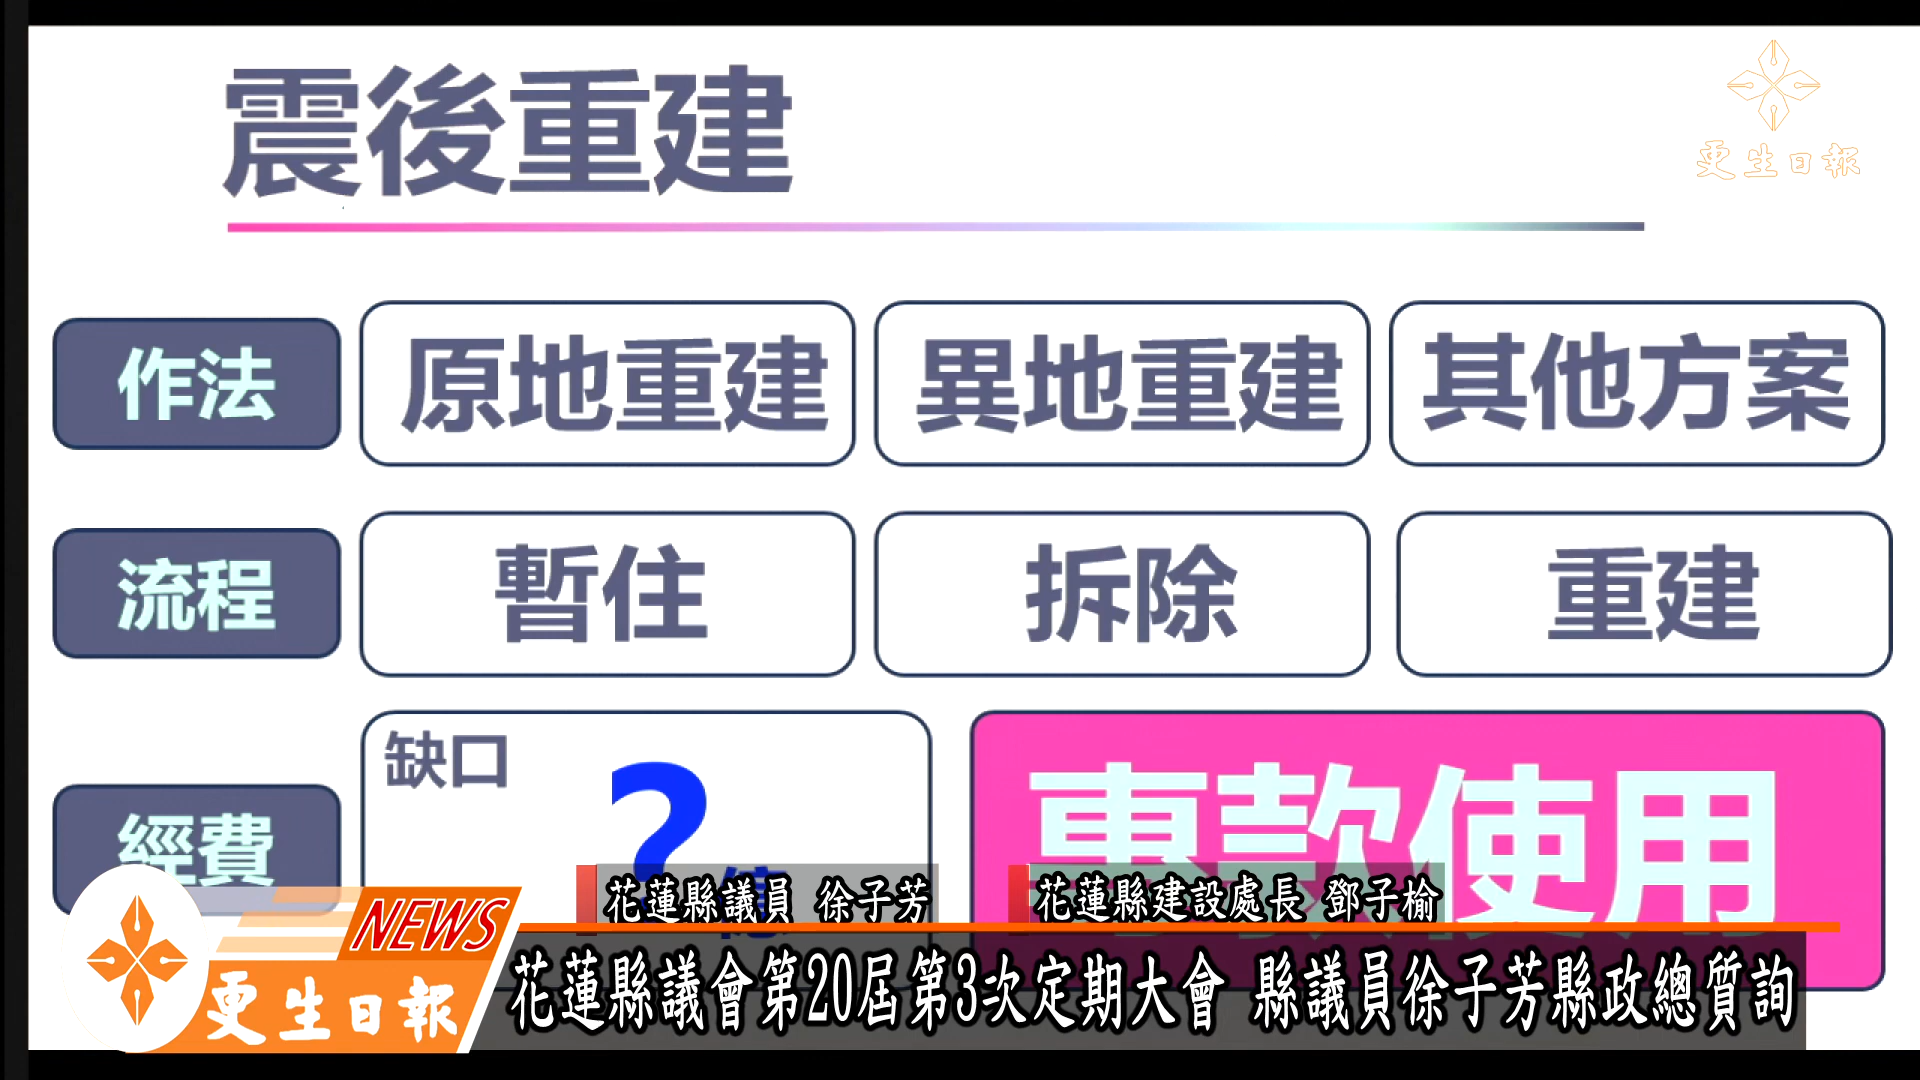 震後重建
更生日報
作法 原地重建 異地重建 其他方案
流程 暫住 拆除 重建
經費 缺口 ?億 專款使用
花蓮縣議員 徐子芳 花蓮縣建設處長 鄧子榆
NEWS
更生日報
花蓮縣議會第20屆第3次定期大會 縣議員徐子芳縣政總質詢